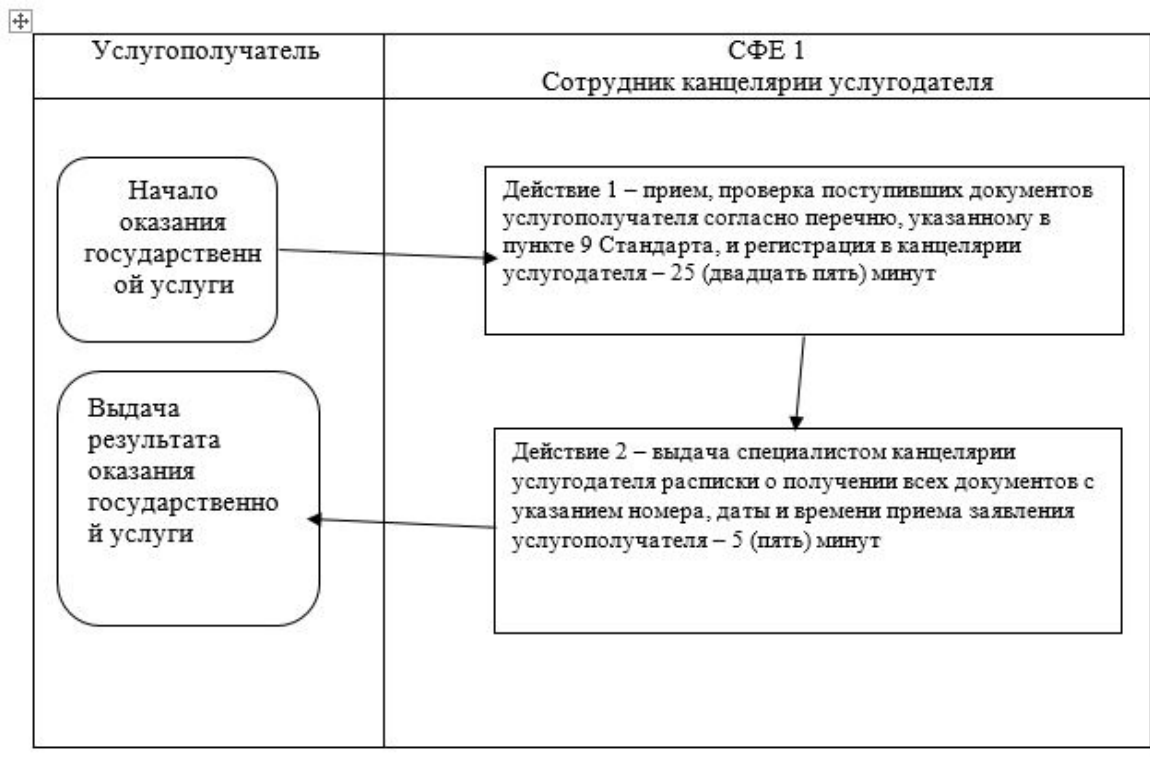 Услугополучатель
СФЕ 1
Сотрудник канцелярии услугодателя
Начало
оказания
государственн
ой услуги
Действие 1 – прием, проверка поступивших документов
услугополучателя согласно перечню, указанному в
пункте 9 Стандарта, и регистрация в канцелярии
услугодателя – 25 (двадцать пять) минут
Выдача
результата
оказания
государственно
й услуги
Действие 2 – выдача специалистом канцелярии
услугодателя расписки о получении всех документов с
указанием номера, даты и времени приема заявления
услугополучателя – 5 (пять) минут